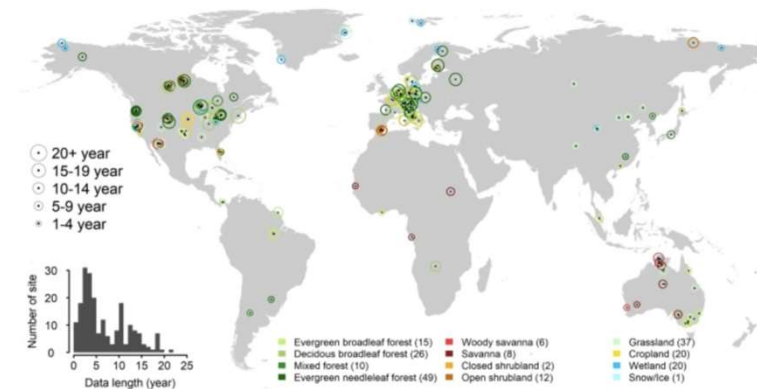 20+ year
15-19 year
10-14 year
5-9 year
1-4 year
Number of site
30
20
10
0
0 5 10 15 20 25
Data length (year)
Evergreen broadleaf forest (15)
Decidous broadleaf forest (26)
Mixed forest (10)
Evergreen needleleaf forest (49)
Woody savanna (6)
Savanna (8)
Closed shrubland (2)
Open shrubland (12)
Grassland (37)
Cropland (20)
Wetland (20)
Snow/Ice (1)